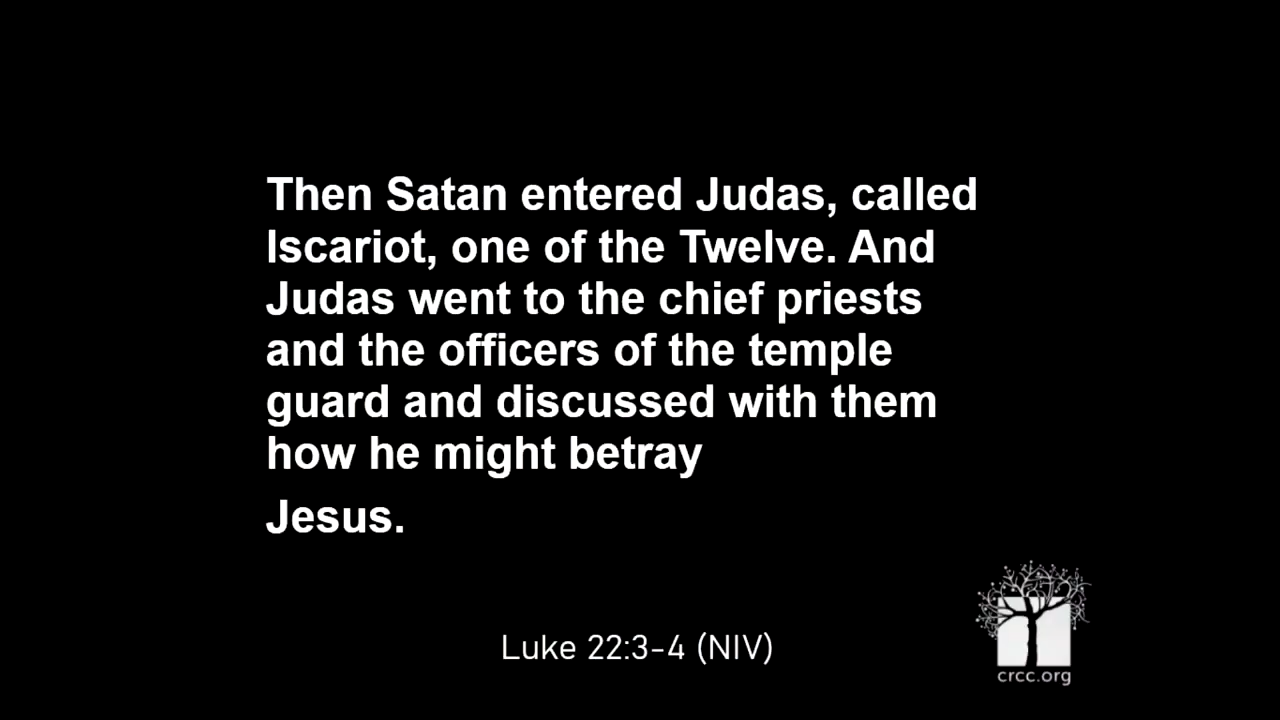 Then Satan entered Judas, called
Iscariot, one of the Twelve. And
Judas went to the chief priests
and the officers of the temple
guard and discussed with them
how he might betray
Jesus.
Luke 22:3-4 (NIV)
crcc.org